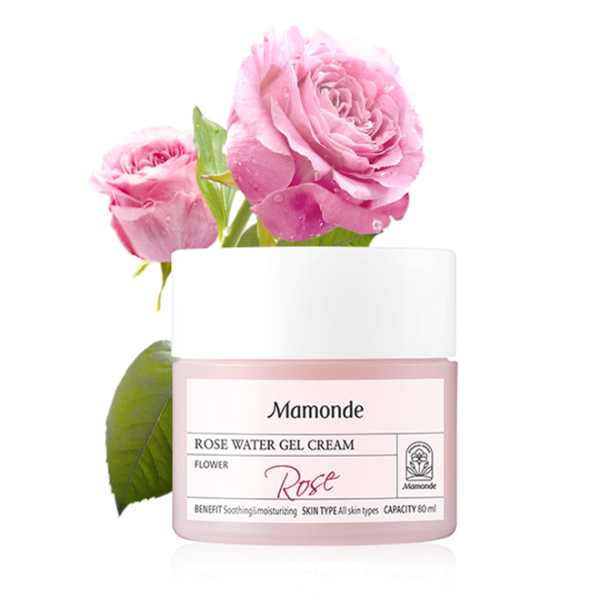 Mamonde
ROSE WATER GEL CREAM
FLOWER
Rose
Mamonde
BENEFIT Soothing&moisturizing SKIN TYPE All skin types CAPACITY 80 ml